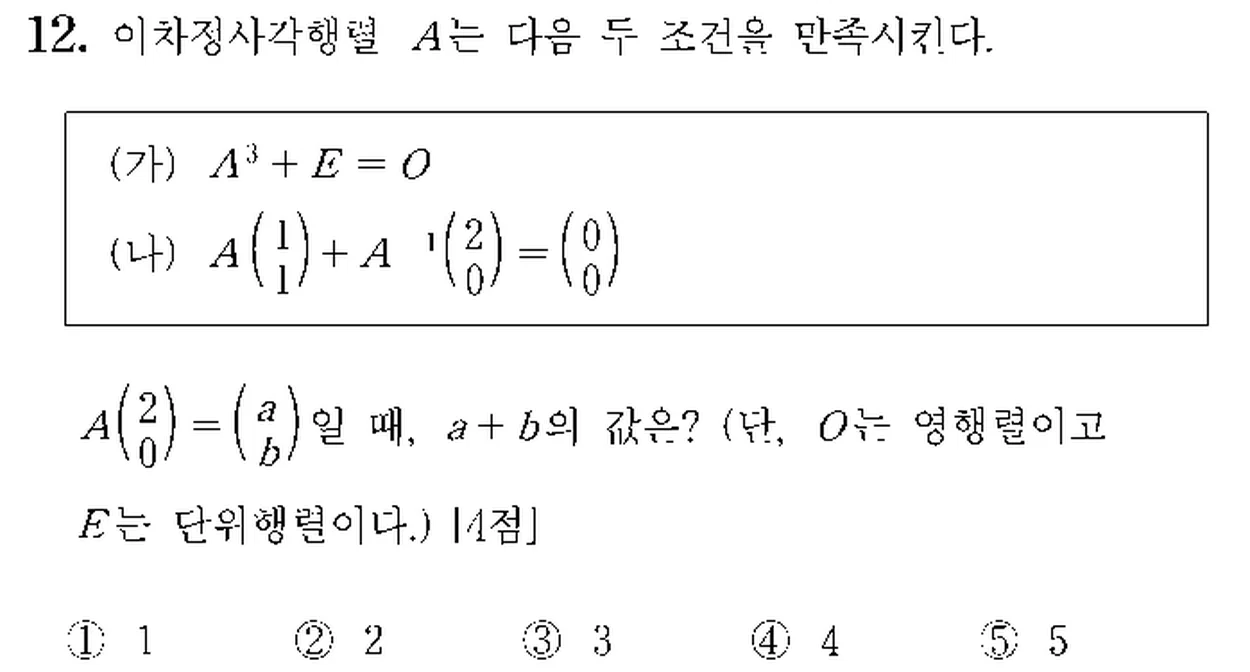 12. 이차정사각행렬 A는 다음 두 조건을 만족시킨다.
(가) A³ + E = O
(나) A(1 1) + A⁻¹(2 0) = (0 0)
A(2 0) = (a b)일 때, a + b의 값은? (단, O는 영행렬이고
E는 단위행렬이다.) [4점]
① 1 ② 2 ③ 3 ④ 4 ⑤ 5